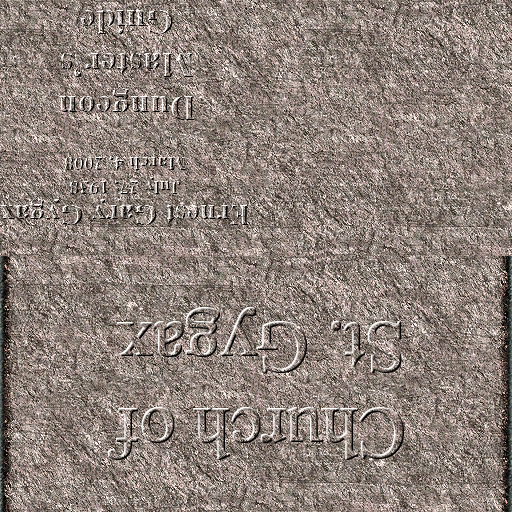 Church of
St. Gygax
Ernest Gary Gygax
July 27, 1938
March 4, 2008
Dungeon
Master's
Guide